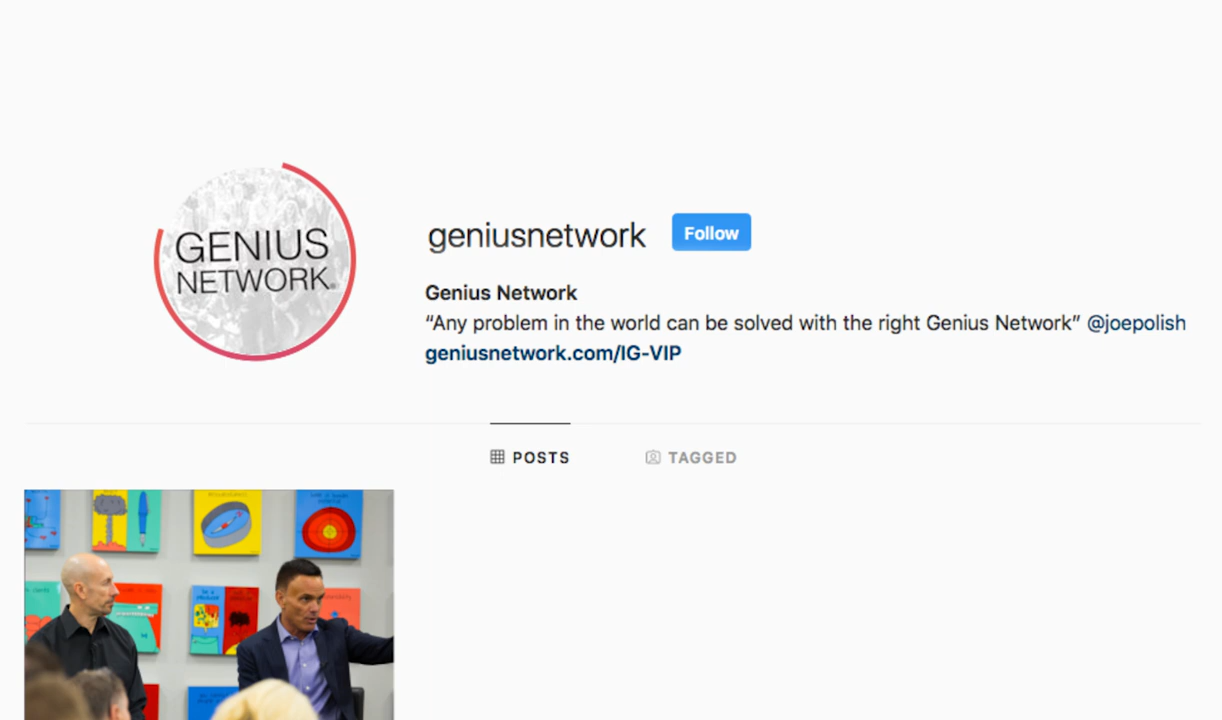 GENIUS
NETWORK®
geniusnetwork
Follow
Genius Network
“Any problem in the world can be solved with the right Genius Network” @joepolish
geniusnetwork.com/IG-VIP
POSTS
TAGGED